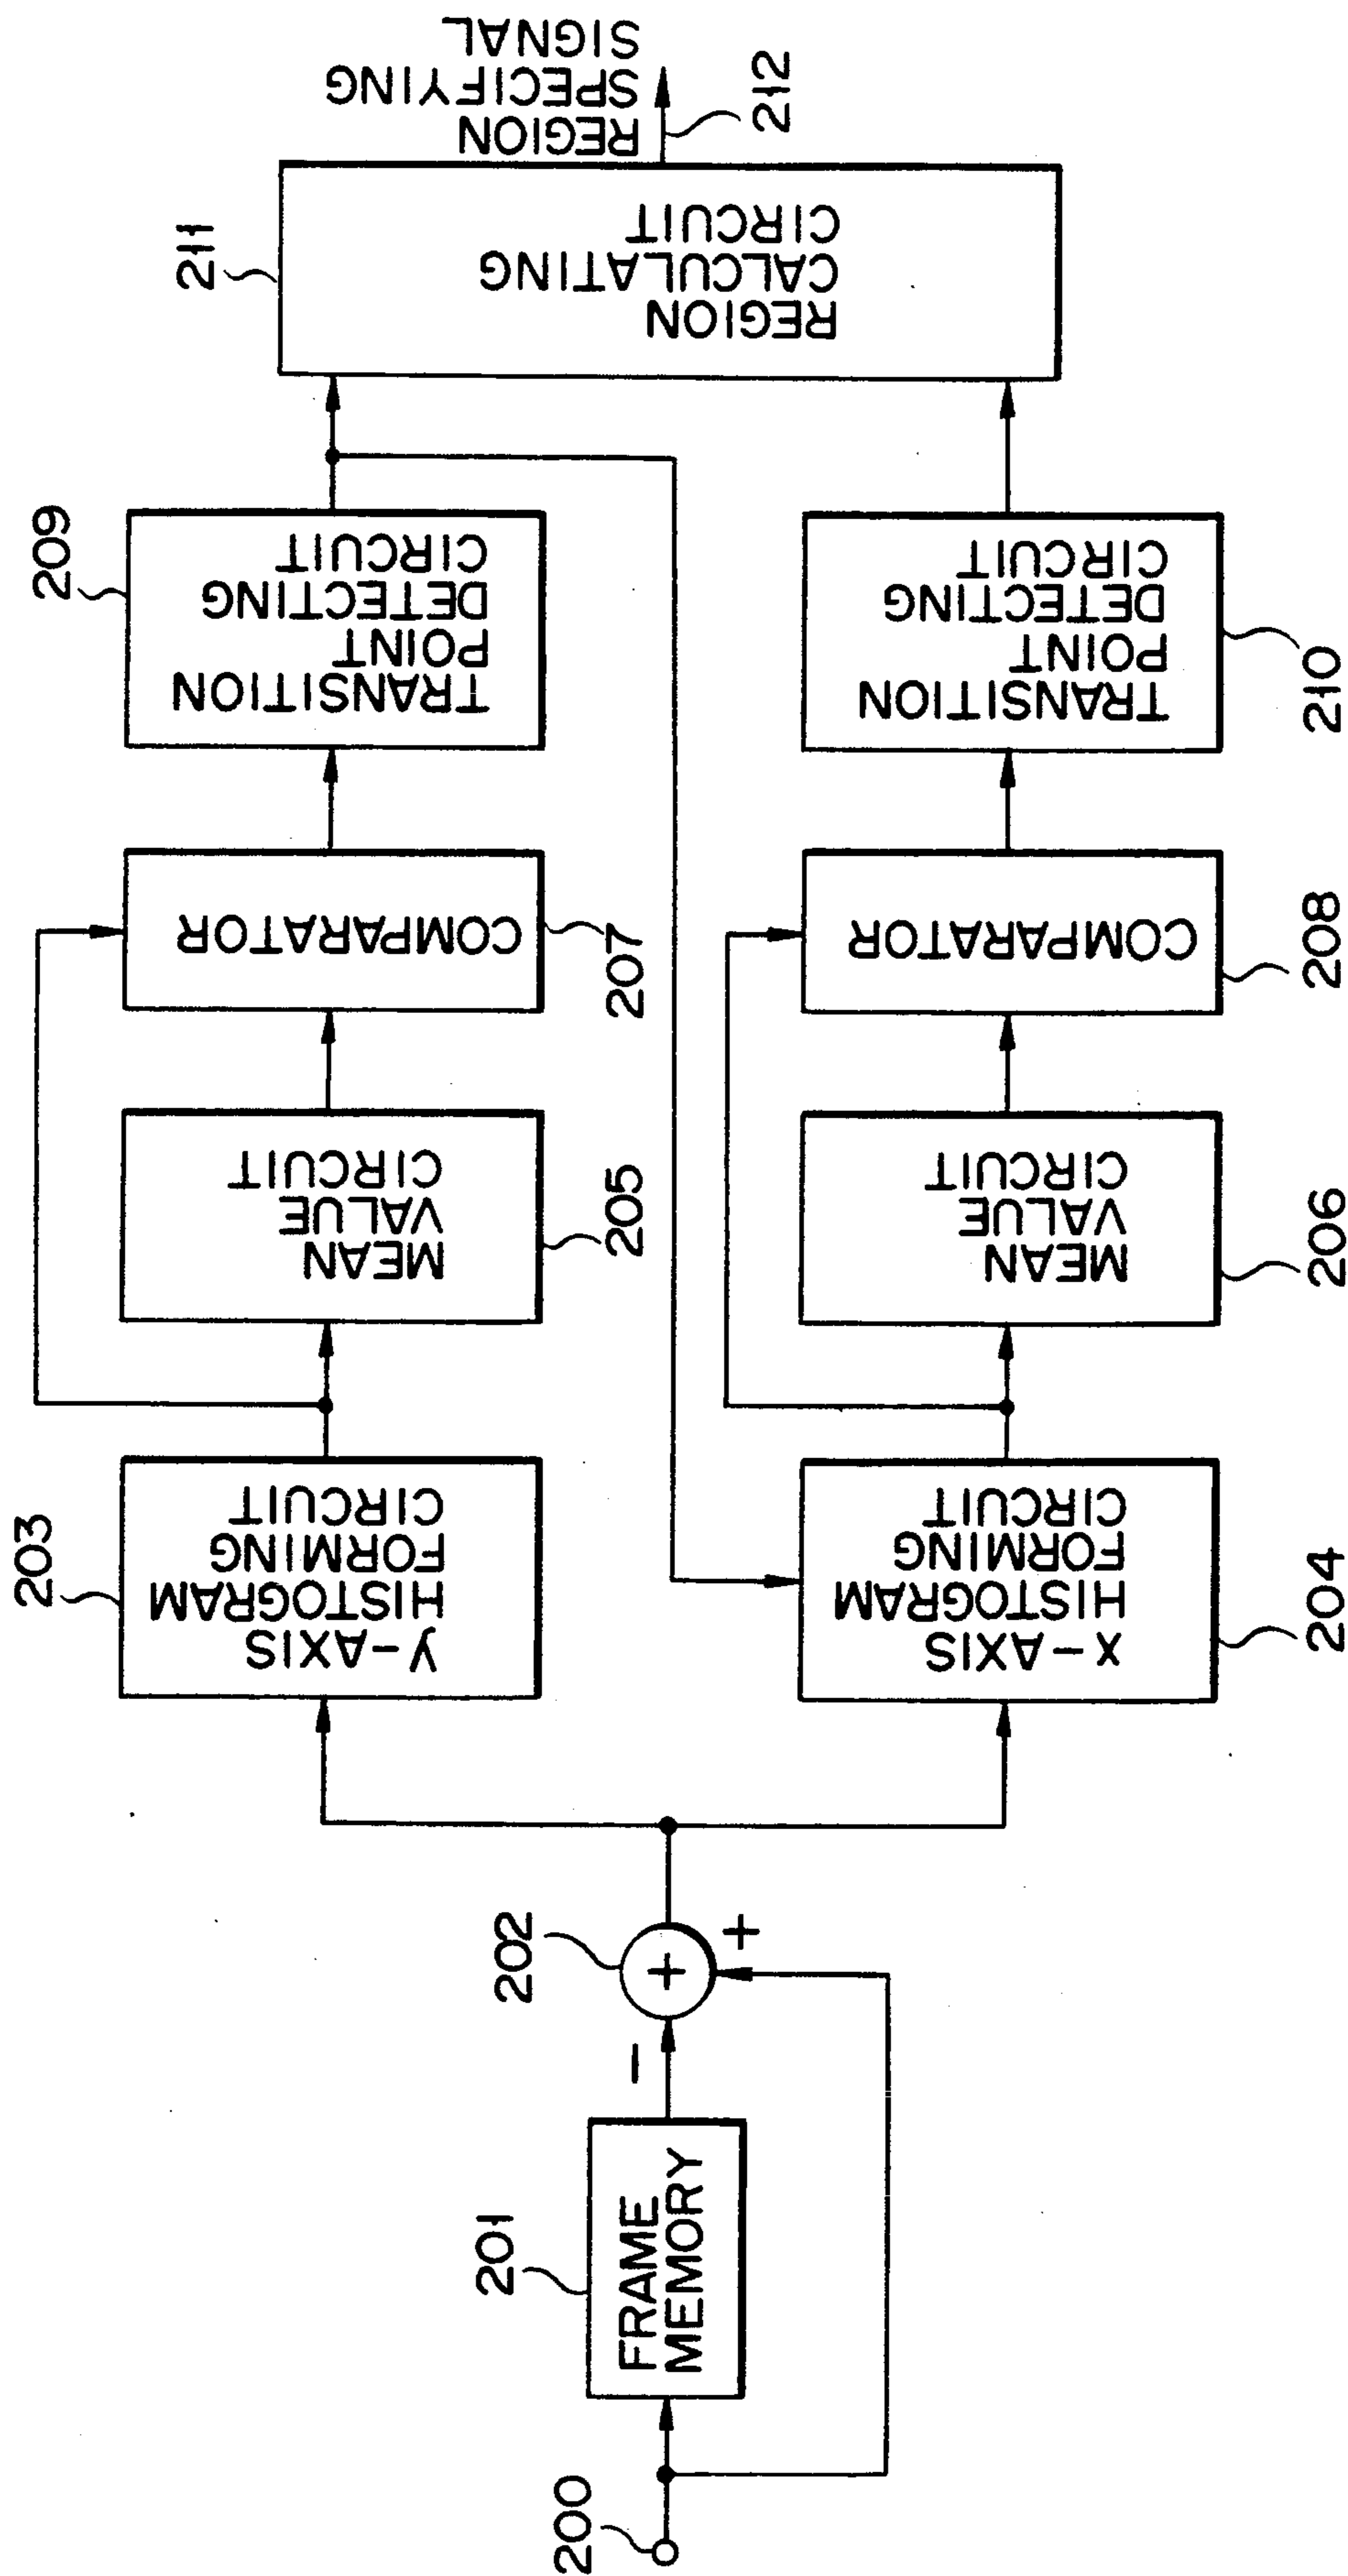 200
201
FRAME
MEMORY
−
202
+
+
203
y-AXIS
HISTOGRAM
FORMING
CIRCUIT
205
MEAN
VALUE
CIRCUIT
207
COMPARATOR
209
TRANSITION
POINT
DETECTING
CIRCUIT
204
x-AXIS
HISTOGRAM
FORMING
CIRCUIT
206
MEAN
VALUE
CIRCUIT
208
COMPARATOR
210
TRANSITION
POINT
DETECTING
CIRCUIT
211
REGION
CALCULATING
CIRCUIT
REGION
SPECIFYING
SIGNAL
212